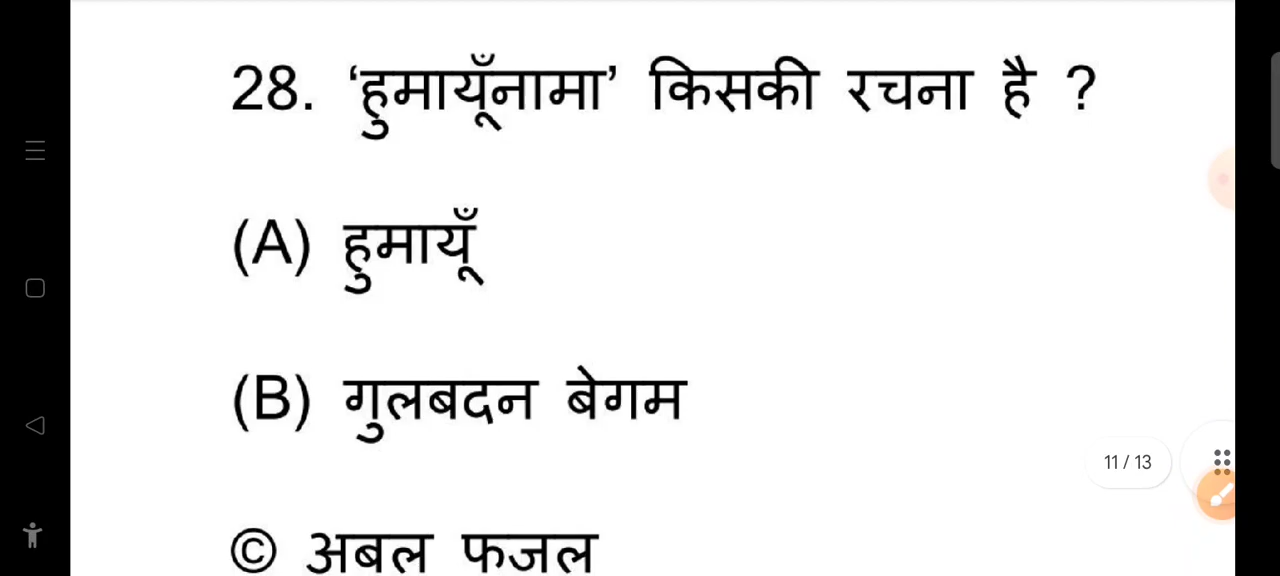 28. ‘हुमायूँनामा’ किसकी रचना है ?
(A) हुमायूँ
(B) गुलबदन बेगम
11 / 13
© अबल फजल